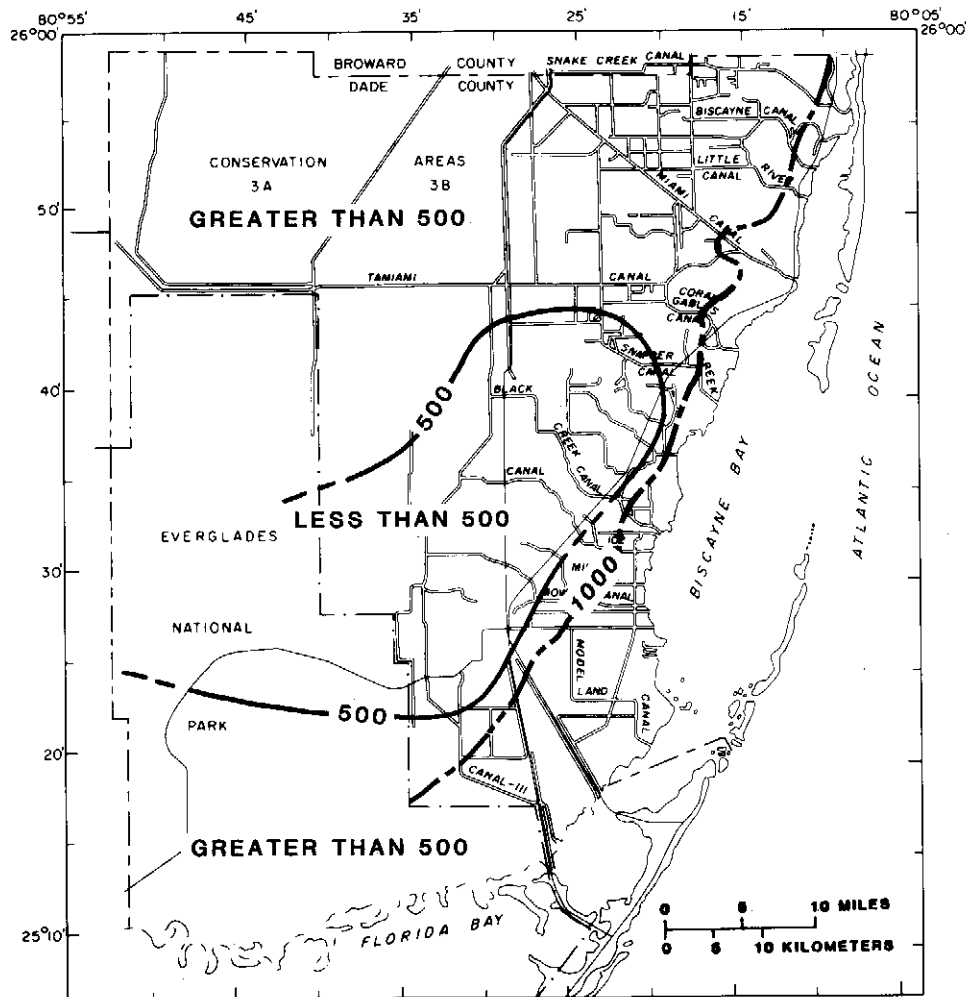 80°55' 45' 35' 25' 15' 80°05'
26°00'
BROWARD COUNTY
DADE COUNTY
SNAKE CREEK CANAL
BISCAYNE CANAL
LITTLE RIVER
CANAL
CONSERVATION AREAS
3A 3B
MIAMI CANAL
50'
GREATER THAN 500
TAMIAMI CANAL
CORAL
GABLES
CANAL
SNAPPER CREEK
CANAL
40'
500
BLACK
CREEK CANAL
CANAL
ATLANTIC OCEAN
BISCAYNE BAY
LESS THAN 500
EVERGLADES
30'
1000
CANAL
NATIONAL
MODEL
LAND
CANAL
500
PARK
20'
CANAL-III
GREATER THAN 500
0 5 10 MILES
0 5 10 KILOMETERS
25°10'
FLORIDA BAY